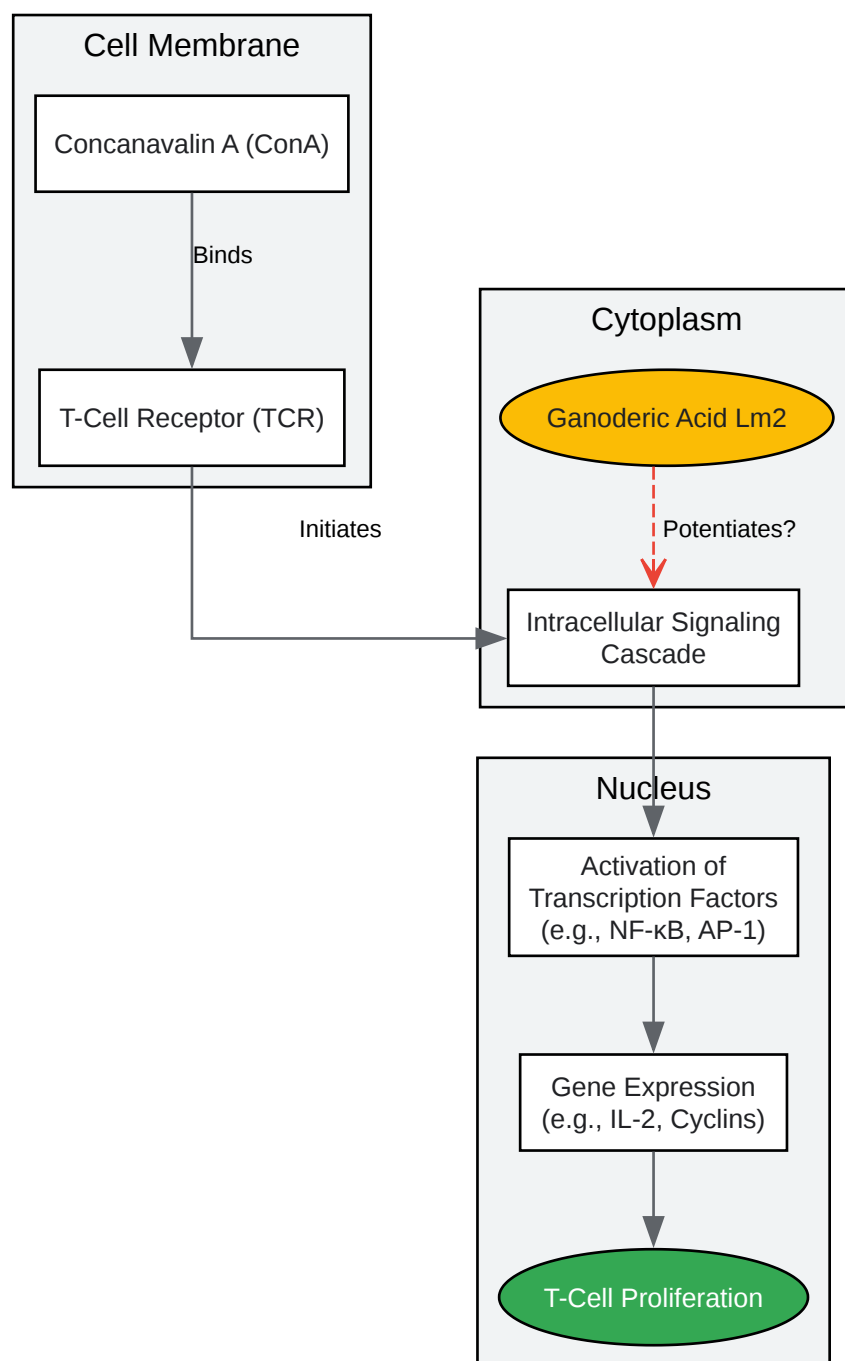 Cell Membrane
Concanavalin A (ConA)
Binds
T-Cell Receptor (TCR)
Initiates
Cytoplasm
Ganoderic Acid Lm2
Potentiates?
Intracellular Signaling
Cascade
Nucleus
Activation of
Transcription Factors
(e.g., NF-κB, AP-1)
Gene Expression
(e.g., IL-2, Cyclins)
T-Cell Proliferation